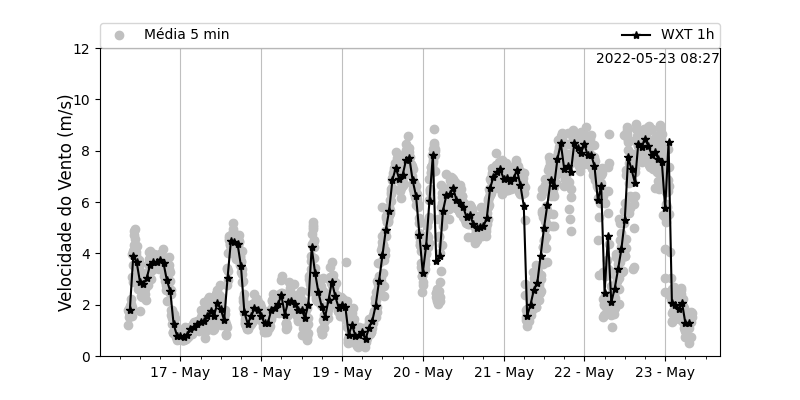 Média 5 min
WXT 1h
2022-05-23 08:27
Velocidade do Vento (m/s)
12
10
8
6
4
2
0
17 - May
18 - May
19 - May
20 - May
21 - May
22 - May
23 - May